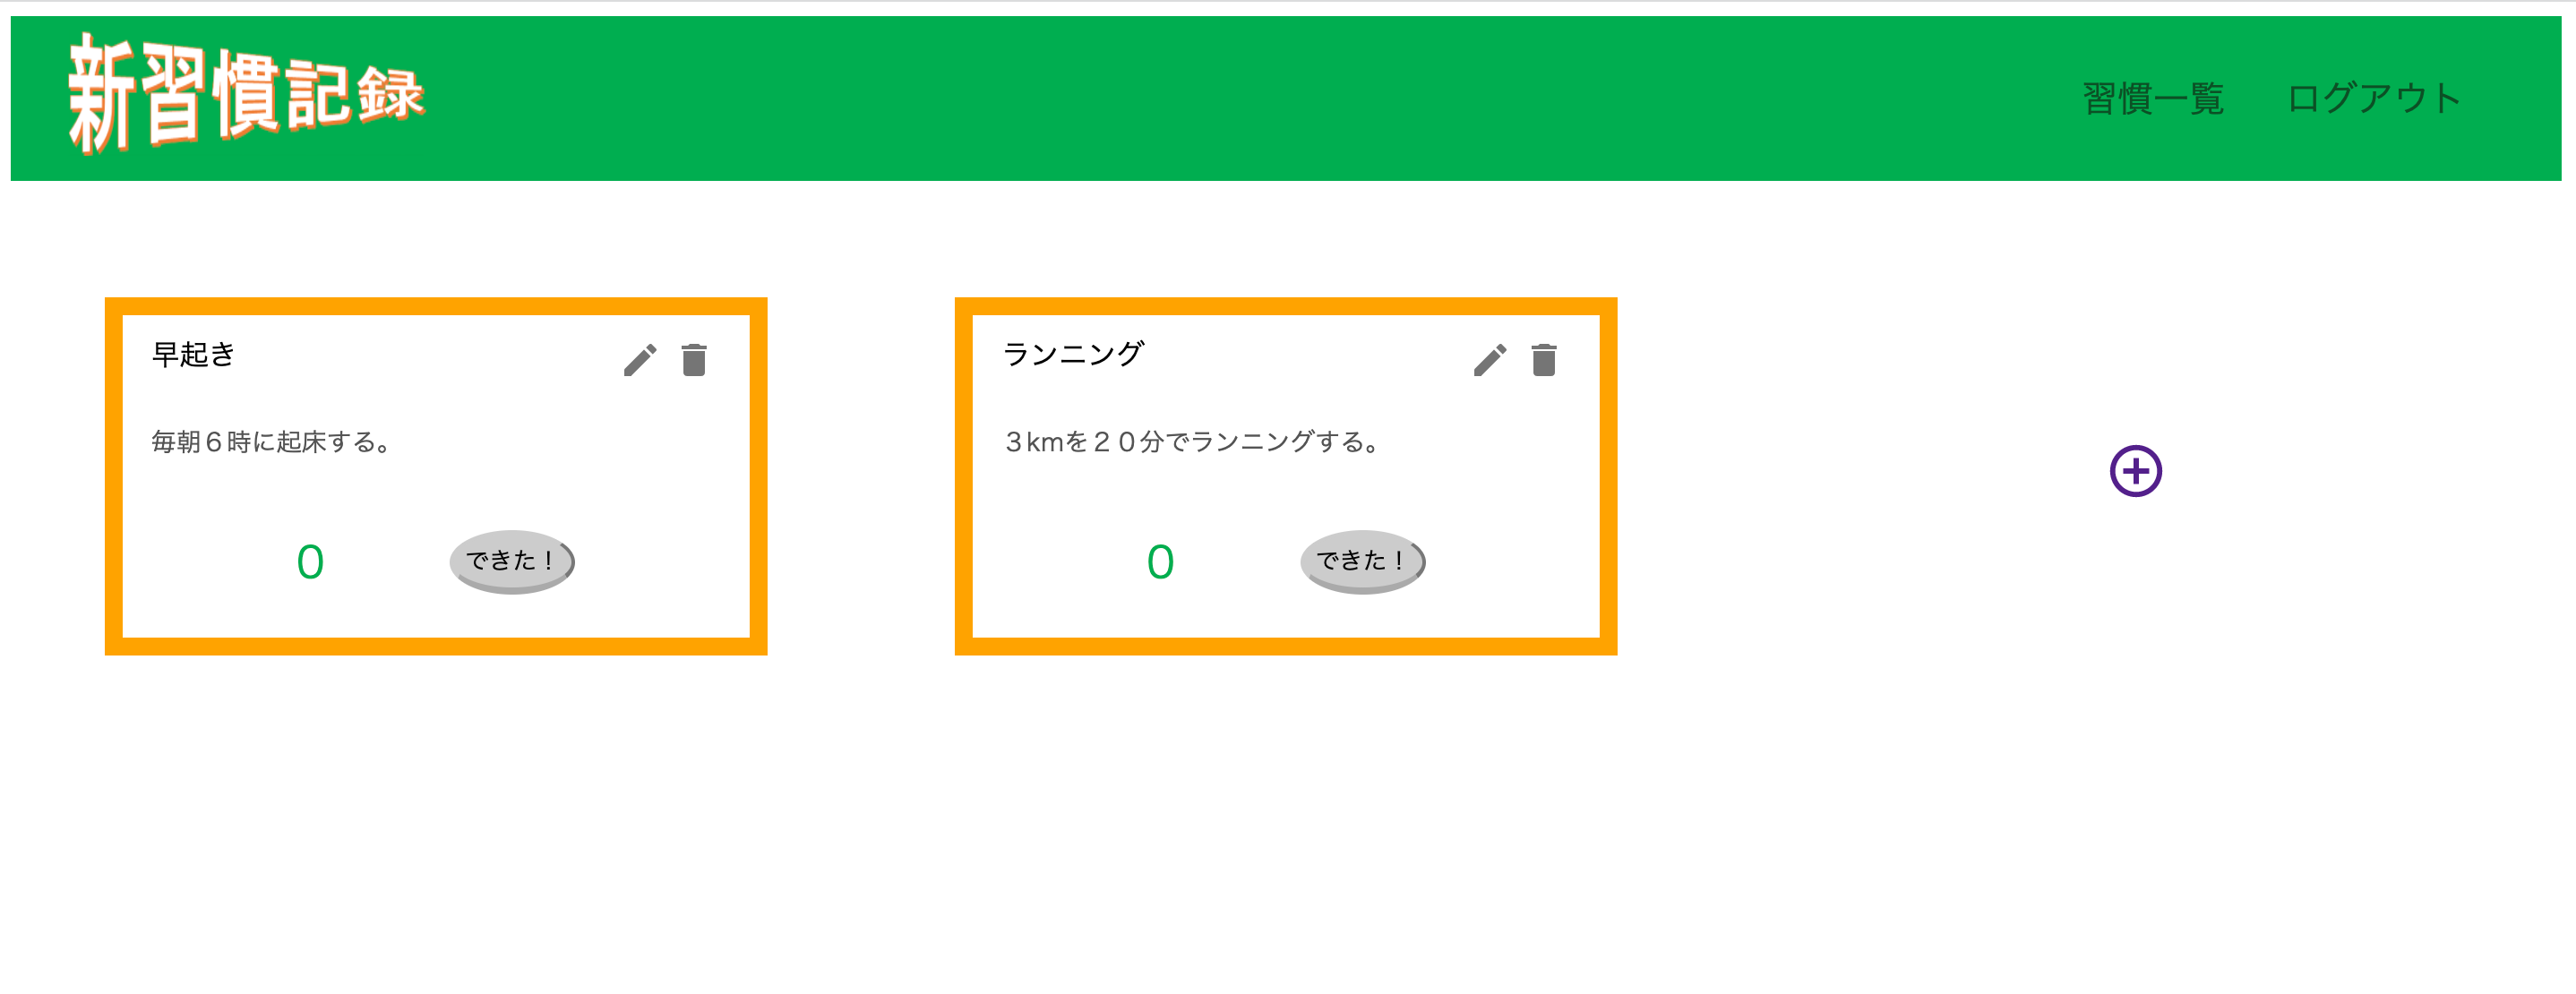 新習慣記録
習慣一覧 ログアウト
早起き
毎朝６時に起床する。
0 できた！
ランニング
３kmを２０分でランニングする。
0 できた！